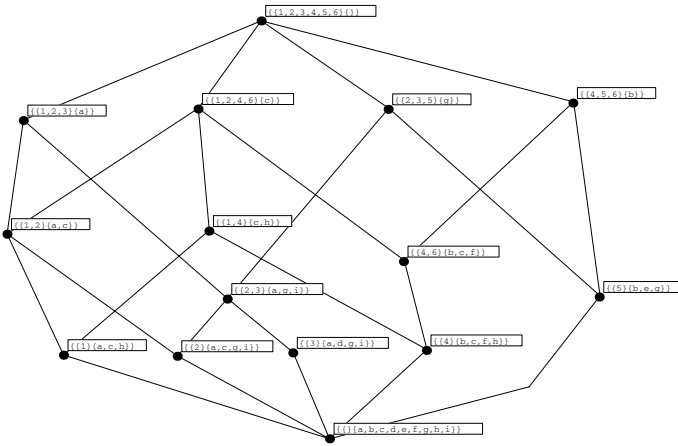 {{1,2,3,4,5,6}{}}
{{1,2,3}{a}}
{{1,2,4,6}{c}}
{{2,3,5}{g}}
{{4,5,6}{b}}
{{1,2}{a,c}}
{{1,4}{c,h}}
{{4,6}{b,c,f}}
{{2,3}{a,g,i}}
{{5}{b,e,g}}
{{1}{a,c,h}}
{{2}{a,c,g,i}}
{{3}{a,d,g,i}}
{{4}{b,c,f,h}}
{{}{a,b,c,d,e,f,g,h,i}}